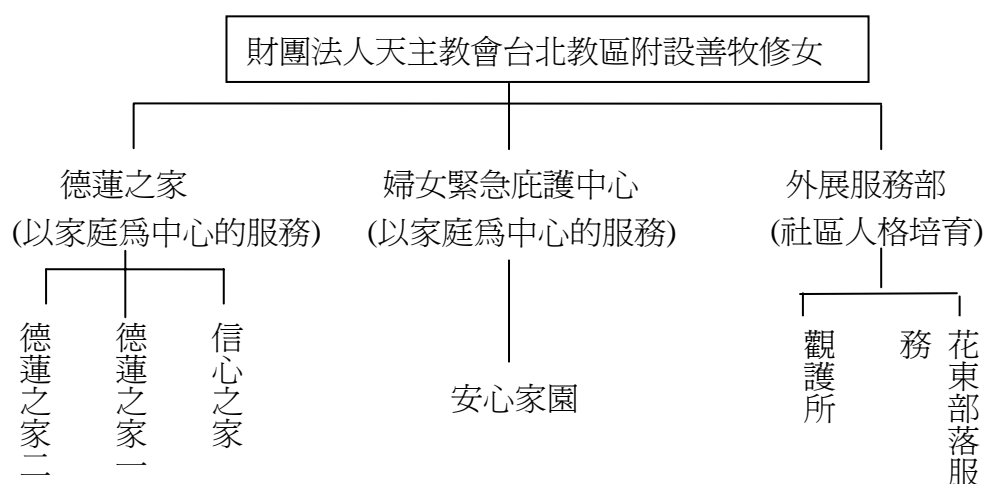 財團法人天主教會台北教區附設善牧修女
德蓮之家
(以家庭爲中心的服務)
婦女緊急庇護中心
(以家庭爲中心的服務)
外展服務部
(社區人格培育)
德蓮之家二
德蓮之家一
信心之家
安心家園
觀護所
花東部落服
務